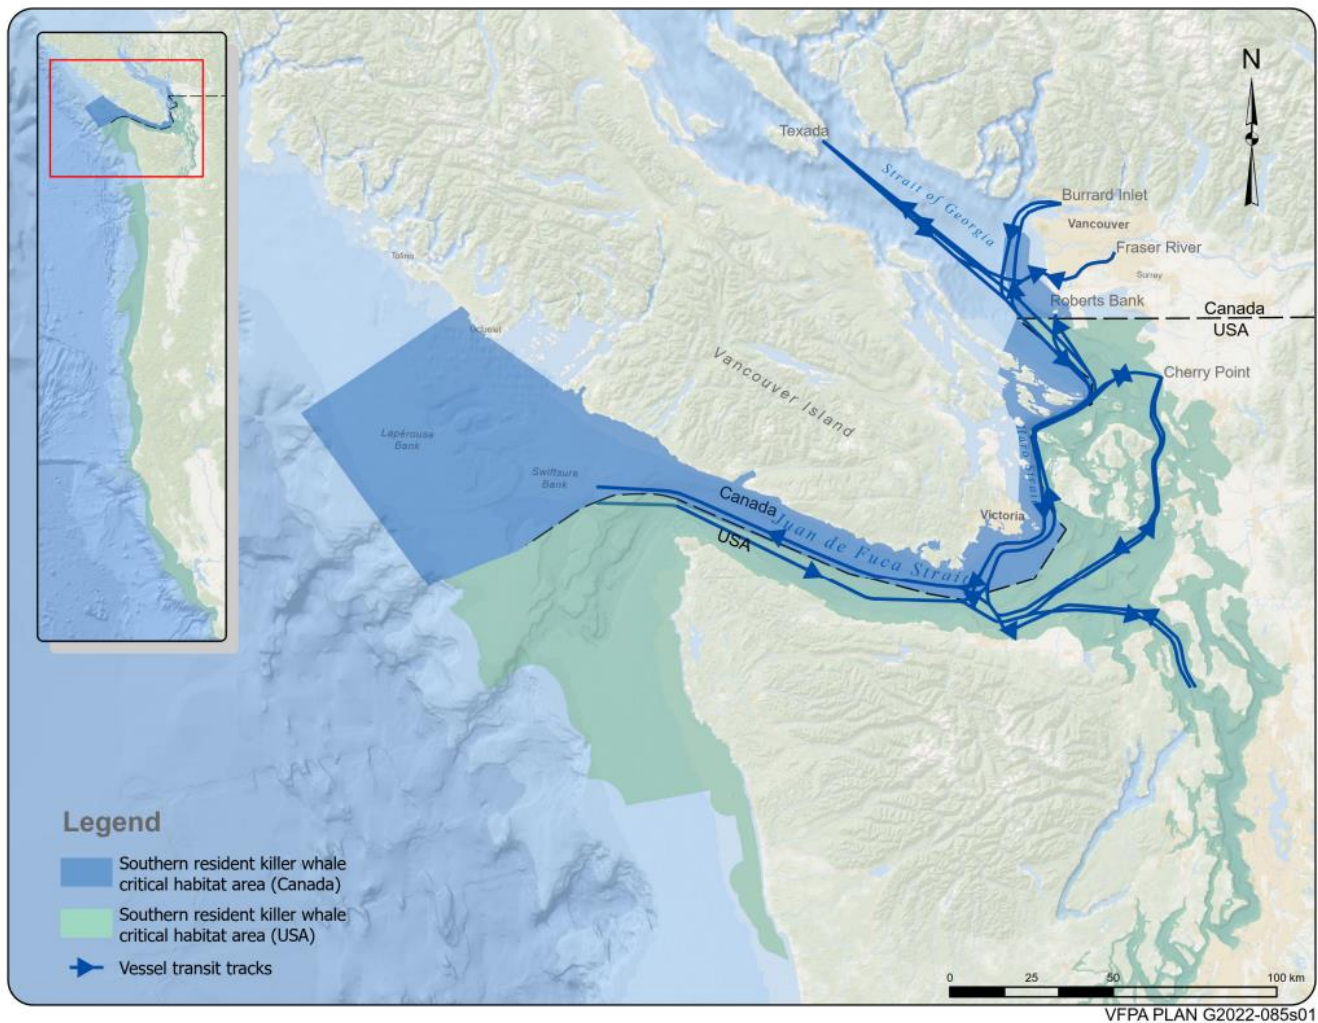 N
Texada
Strait of Georgia
Burrard Inlet
Vancouver
Fraser River
Surrey
Tofino
Roberts Bank
Canada
USA
Ucluelet
Vancouver Island
Cherry Point
Lapérouse
Bank
Haro Strait
Swiftsure
Bank
Canada
USA
Juan de Fuca Strait
Victoria
Legend
Southern resident killer whale
critical habitat area (Canada)
Southern resident killer whale
critical habitat area (USA)
Vessel transit tracks
0 25 50 100 km
VFPA PLAN G2022-085s01